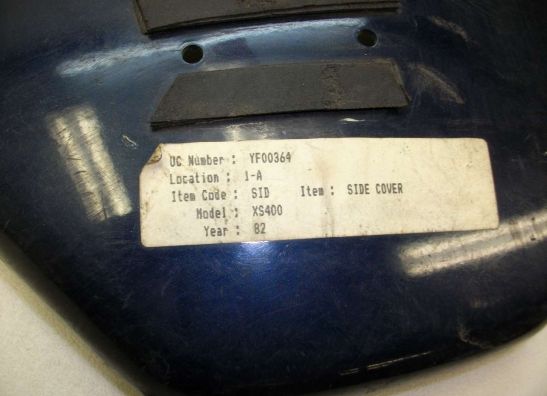 UC Number : YF00364
Location : 1-A
Item Code : SID Item : SIDE COVER
Model : XS400
Year : 82